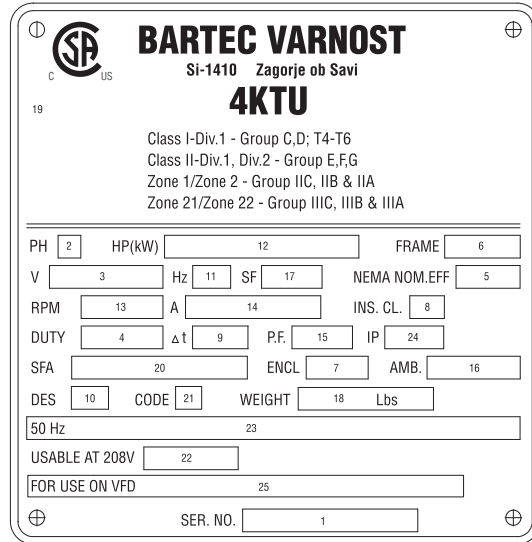 CSA
C US
BARTEC VARNOST
Si-1410 Zagorje ob Savi
4KTU
19
Class I-Div.1 - Group C,D; T4-T6
Class II-Div.1, Div.2 - Group E,F,G
Zone 1/Zone 2 - Group IIC, IIB & IIA
Zone 21/Zone 22 - Group IIIC, IIIB & IIIA
PH 2 HP(kW) 12 FRAME 6
V 3 Hz 11 SF 17 NEMA NOM.EFF 5
RPM 13 A 14 INS. CL. 8
DUTY 4 Δt 9 P.F. 15 IP 24
SFA 20 ENCL 7 AMB. 16
DES 10 CODE 21 WEIGHT 18 Lbs
50 Hz 23
USABLE AT 208V 22
FOR USE ON VFD 25
SER. NO. 1